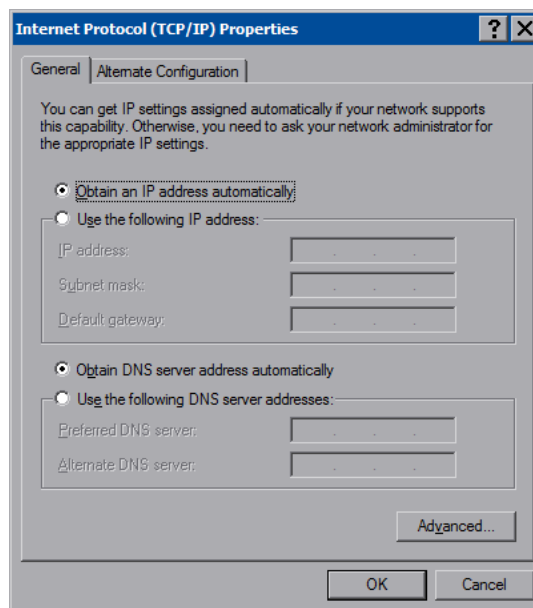 Internet Protocol (TCP/IP) Properties
General
Alternate Configuration
You can get IP settings assigned automatically if your network supports
this capability. Otherwise, you need to ask your network administrator for
the appropriate IP settings.
Obtain an IP address automatically
Use the following IP address:
IP address:
Subnet mask:
Default gateway:
Obtain DNS server address automatically
Use the following DNS server addresses:
Preferred DNS server:
Alternate DNS server:
Advanced...
OK
Cancel